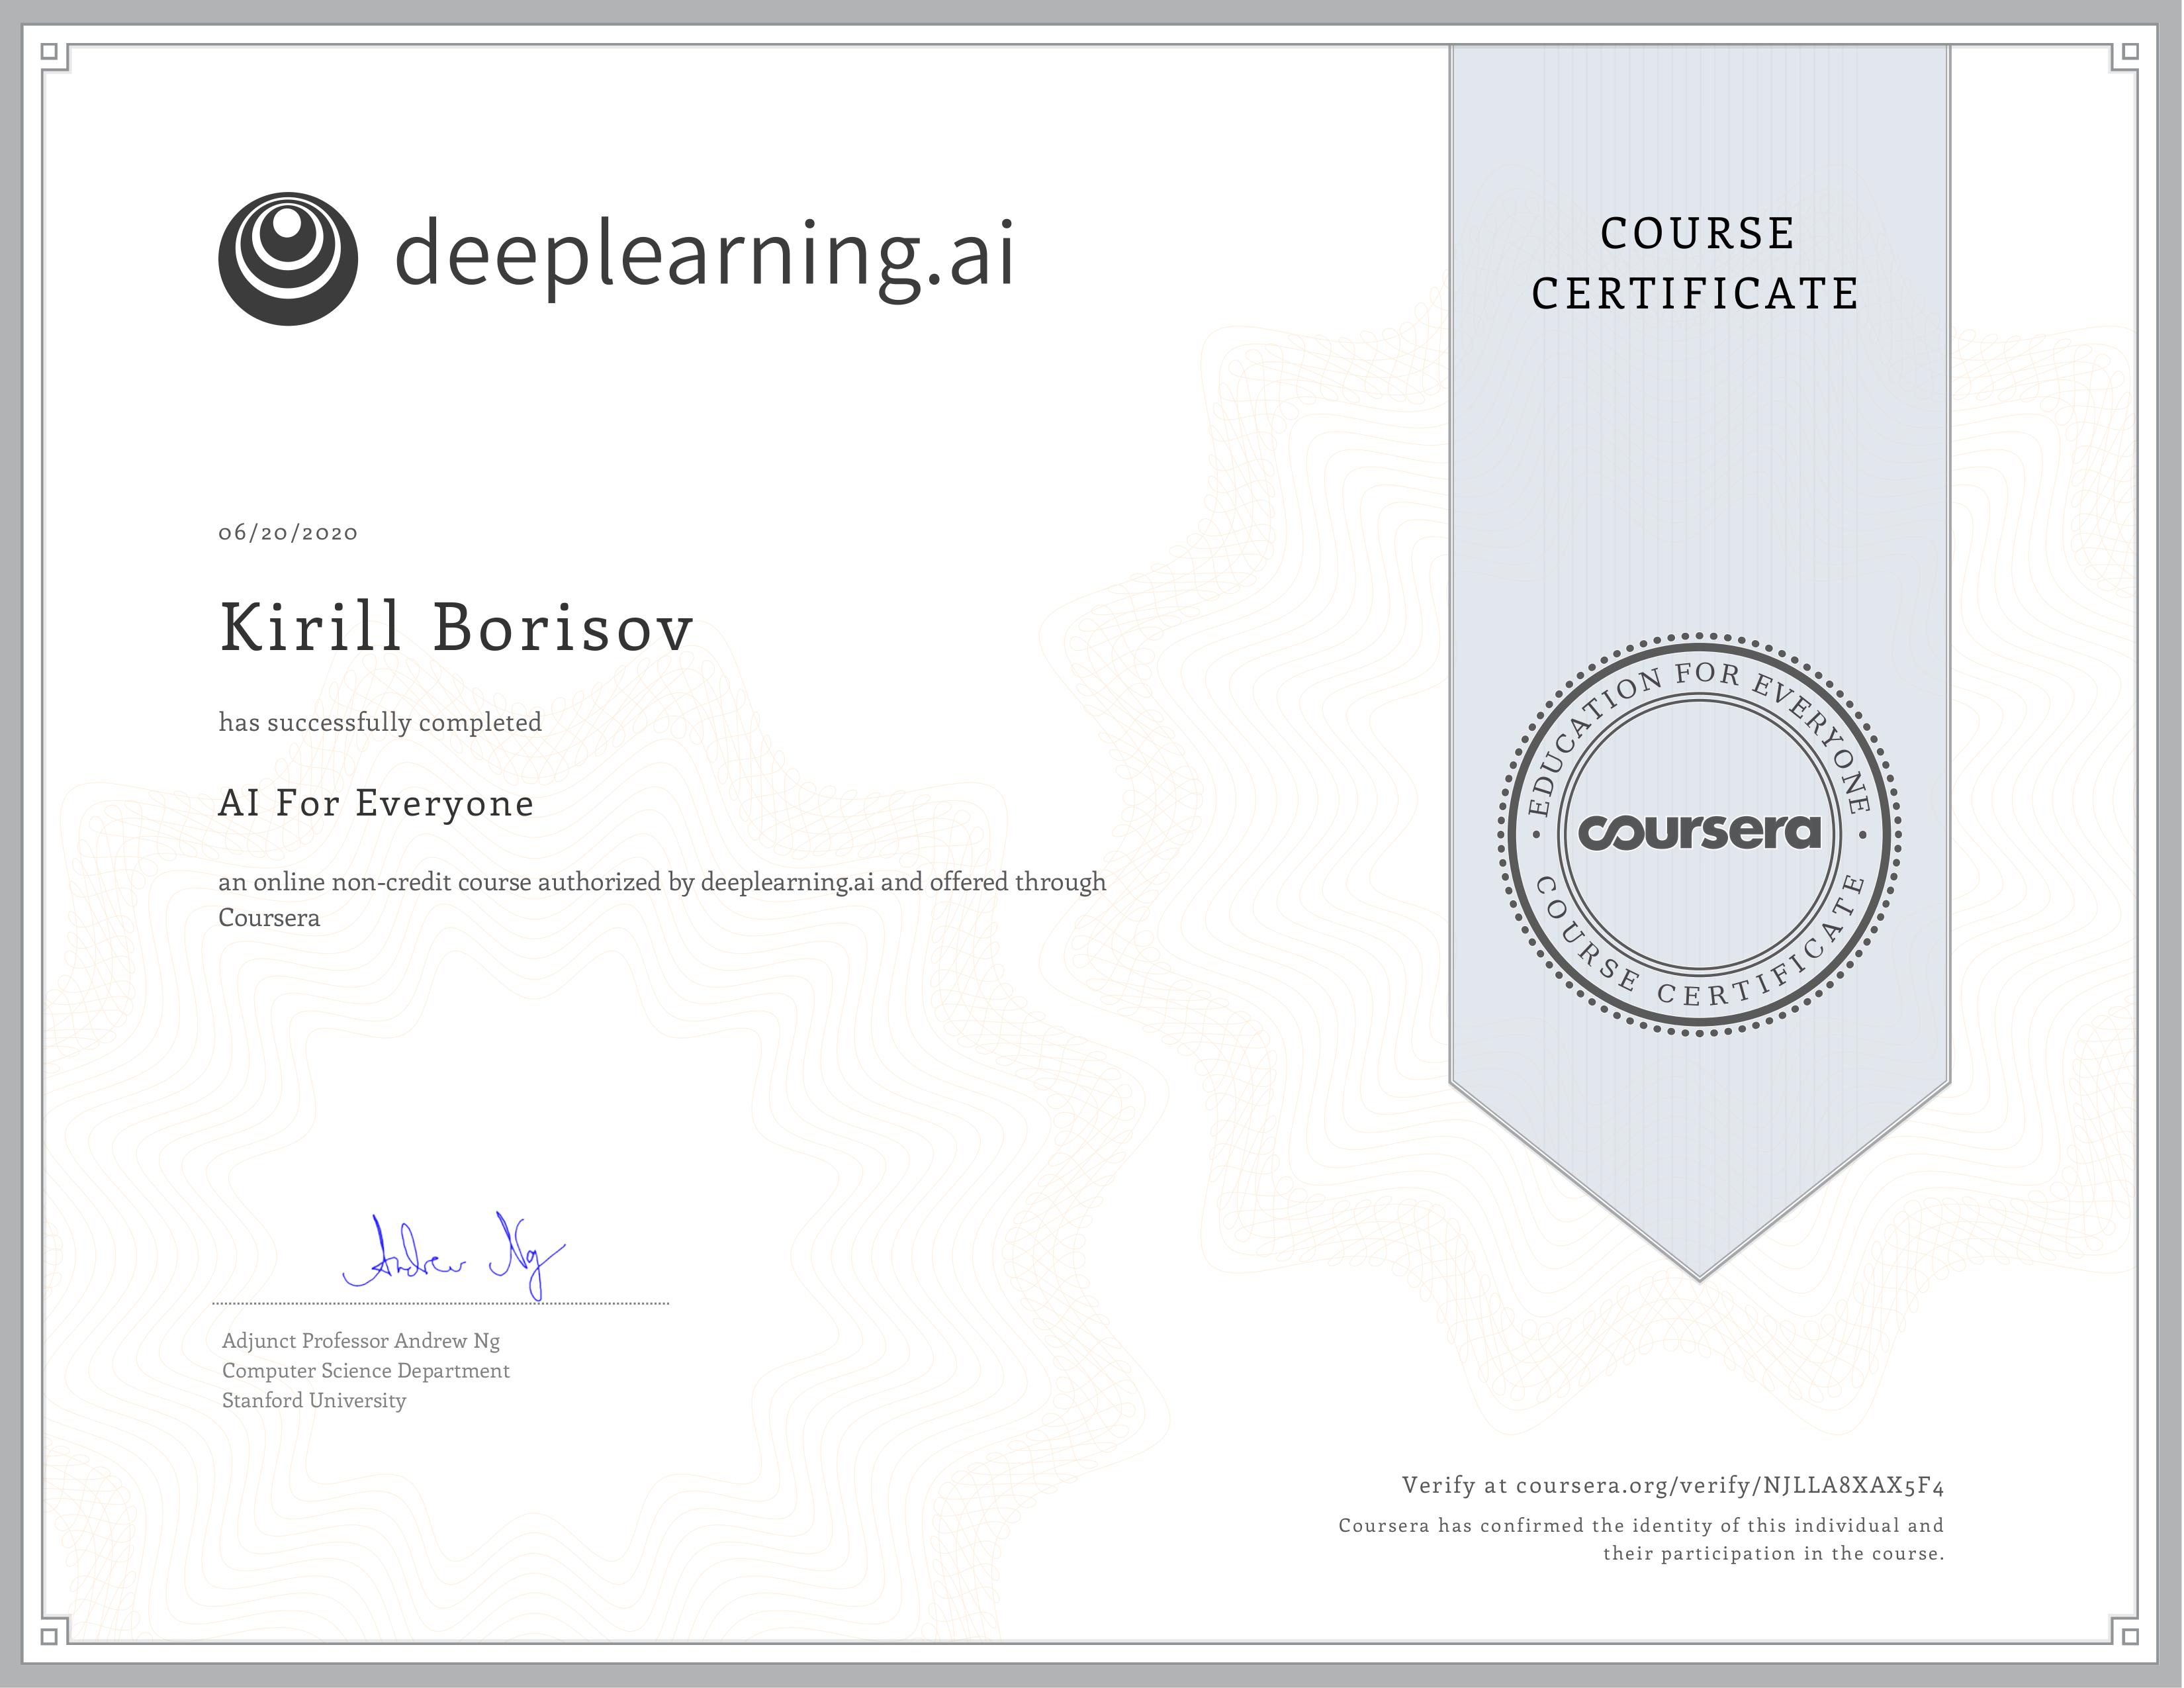 deeplearning.ai
COURSE
CERTIFICATE
06/20/2020
Kirill Borisov
has successfully completed
AI For Everyone
an online non-credit course authorized by deeplearning.ai and offered through
Coursera
EDUCATION FOR EVERYONE
coursera
COURSE CERTIFICATE
Andrew Ng
Adjunct Professor Andrew Ng
Computer Science Department
Stanford University
Verify at coursera.org/verify/NJLLA8XAX5F4
Coursera has confirmed the identity of this individual and
their participation in the course.